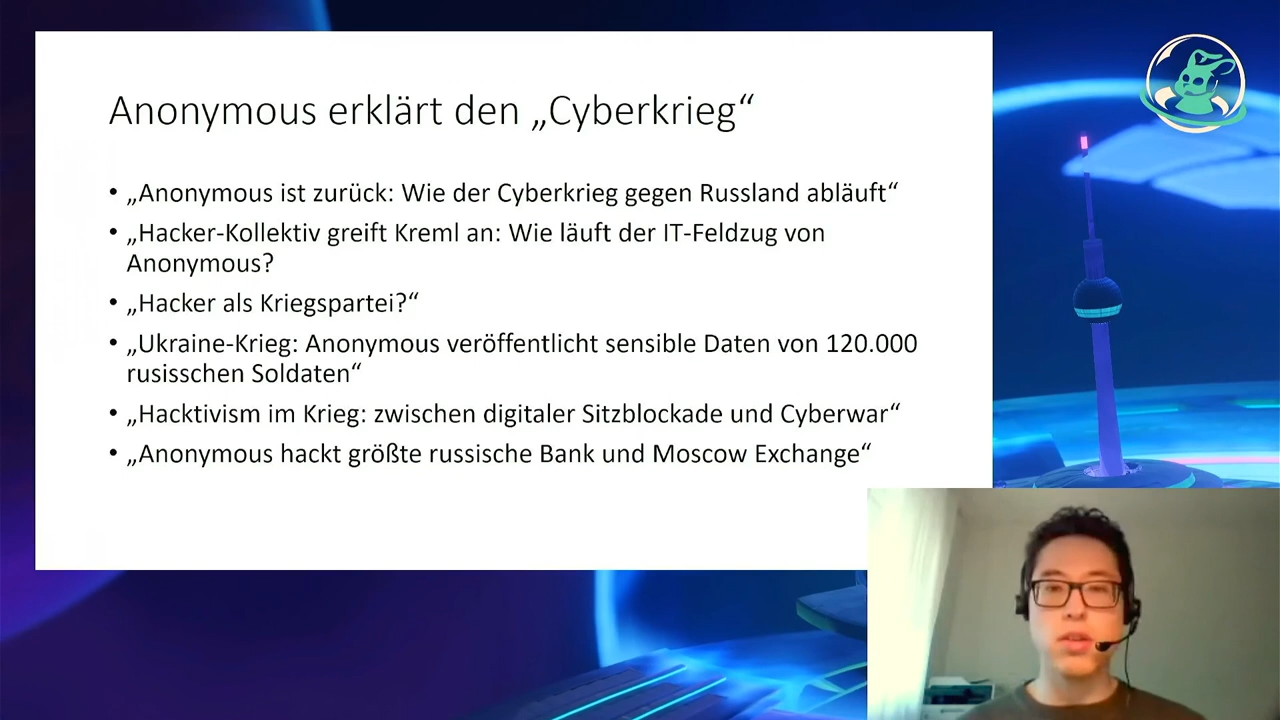 Anonymous erklärt den „Cyberkrieg“
• „Anonymous ist zurück: Wie der Cyberkrieg gegen Russland abläuft“
• „Hacker-Kollektiv greift Kreml an: Wie läuft der IT-Feldzug von
Anonymous?
• „Hacker als Kriegspartei?“
• „Ukraine-Krieg: Anonymous veröffentlicht sensible Daten von 120.000
rusisschen Soldaten“
• „Hacktivism im Krieg: zwischen digitaler Sitzblockade und Cyberwar“
• „Anonymous hackt größte russische Bank und Moscow Exchange“